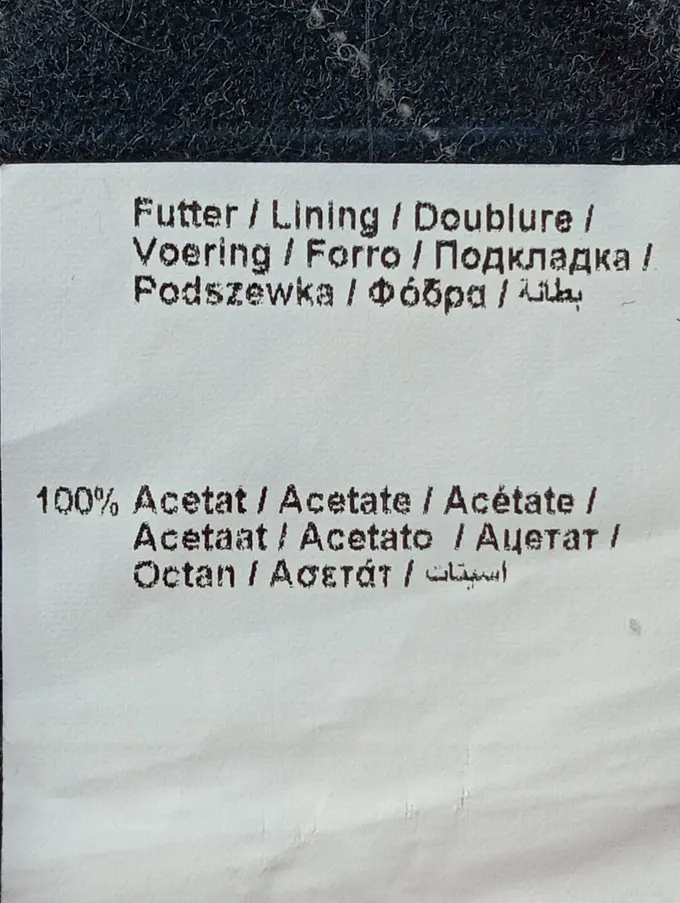 Futter / Lining / Doublure /
Voering / Forro / Подкладка /
Podszewka / Φόδρα / بطانة
100% Acetat / Acetate / Acétate /
Acetaat / Acetato / Ацетат /
Octan / Ασετάτ / اسيتات